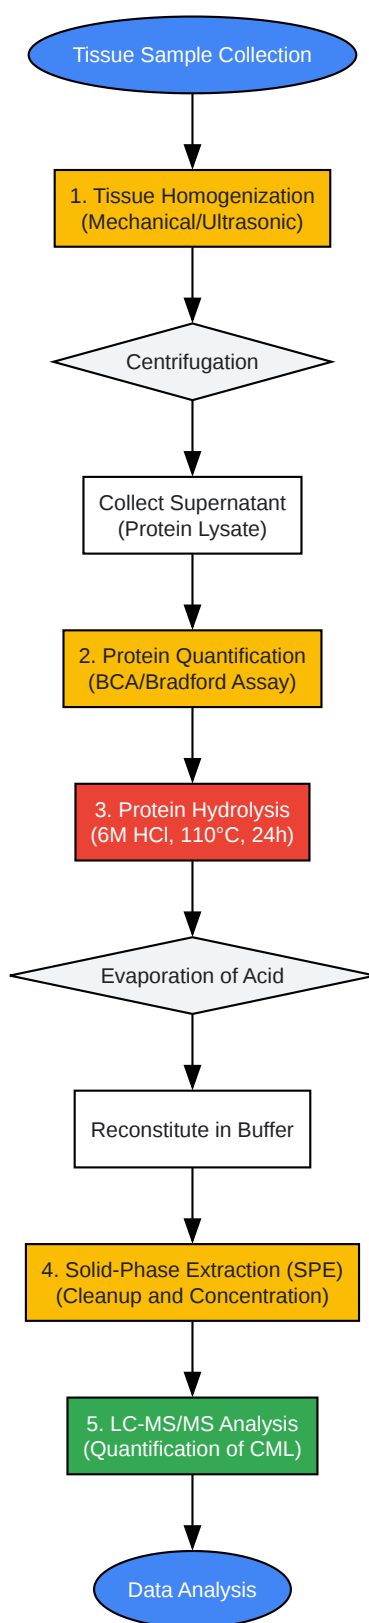 Tissue Sample Collection
1. Tissue Homogenization
(Mechanical/Ultrasonic)
Centrifugation
Collect Supernatant
(Protein Lysate)
2. Protein Quantification
(BCA/Bradford Assay)
3. Protein Hydrolysis
(6M HCl, 110°C, 24h)
Evaporation of Acid
Reconstitute in Buffer
4. Solid-Phase Extraction (SPE)
(Cleanup and Concentration)
5. LC-MS/MS Analysis
(Quantification of CML)
Data Analysis